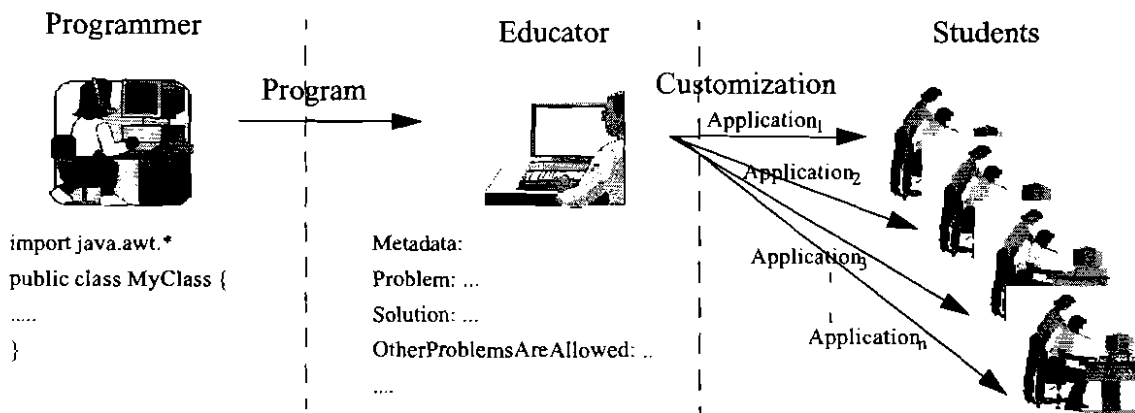 Programmer
Educator
Students
Program
Customization
Application1
Application2
Application3
Applicationn
import java.awt.*
public class MyClass {
.....
}
Metadata:
Problem: ...
Solution: ...
OtherProblemsAreAllowed: ..
....